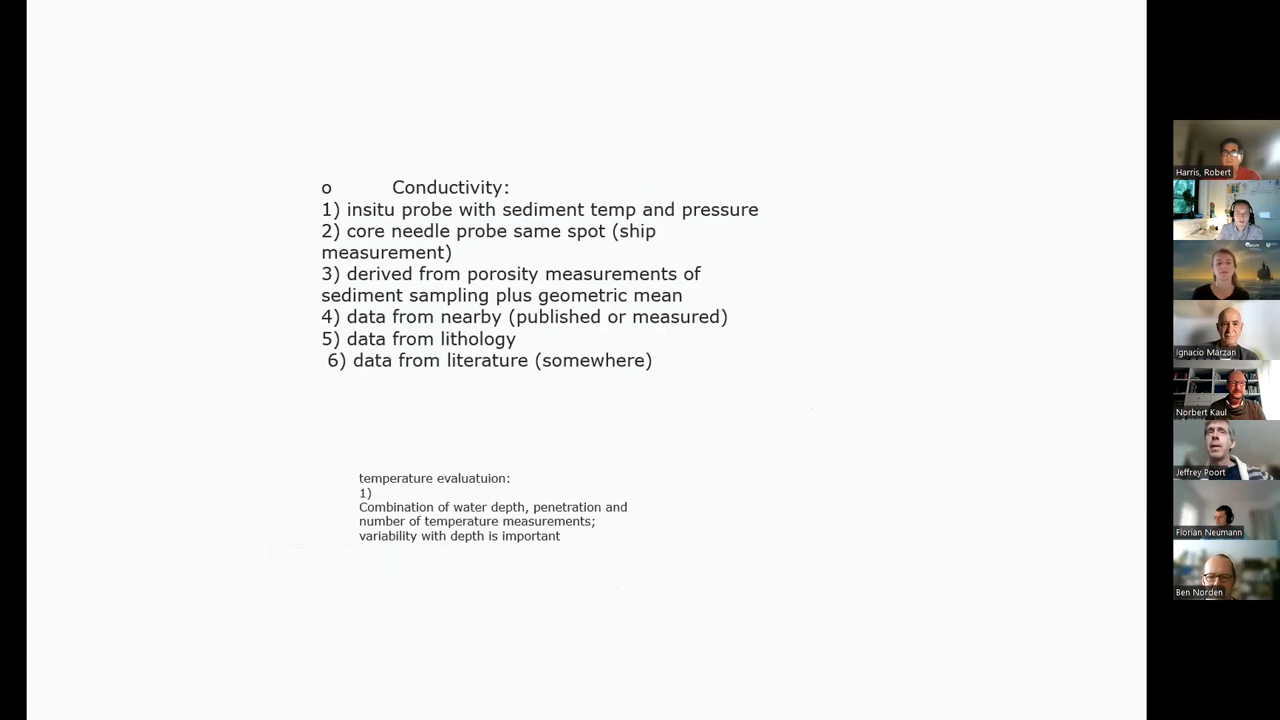 o Conductivity:
1) insitu probe with sediment temp and pressure
2) core needle probe same spot (ship
measurement)
3) derived from porosity measurements of
sediment sampling plus geometric mean
4) data from nearby (published or measured)
5) data from lithology
6) data from literature (somewhere)
temperature evaluatuion:
1)
Combination of water depth, penetration and
number of temperature measurements;
variability with depth is important
Harris, Robert
Ignacio Marzan
Norbert Kaul
Jeffrey Poort
Florian Neumann
Ben Norden